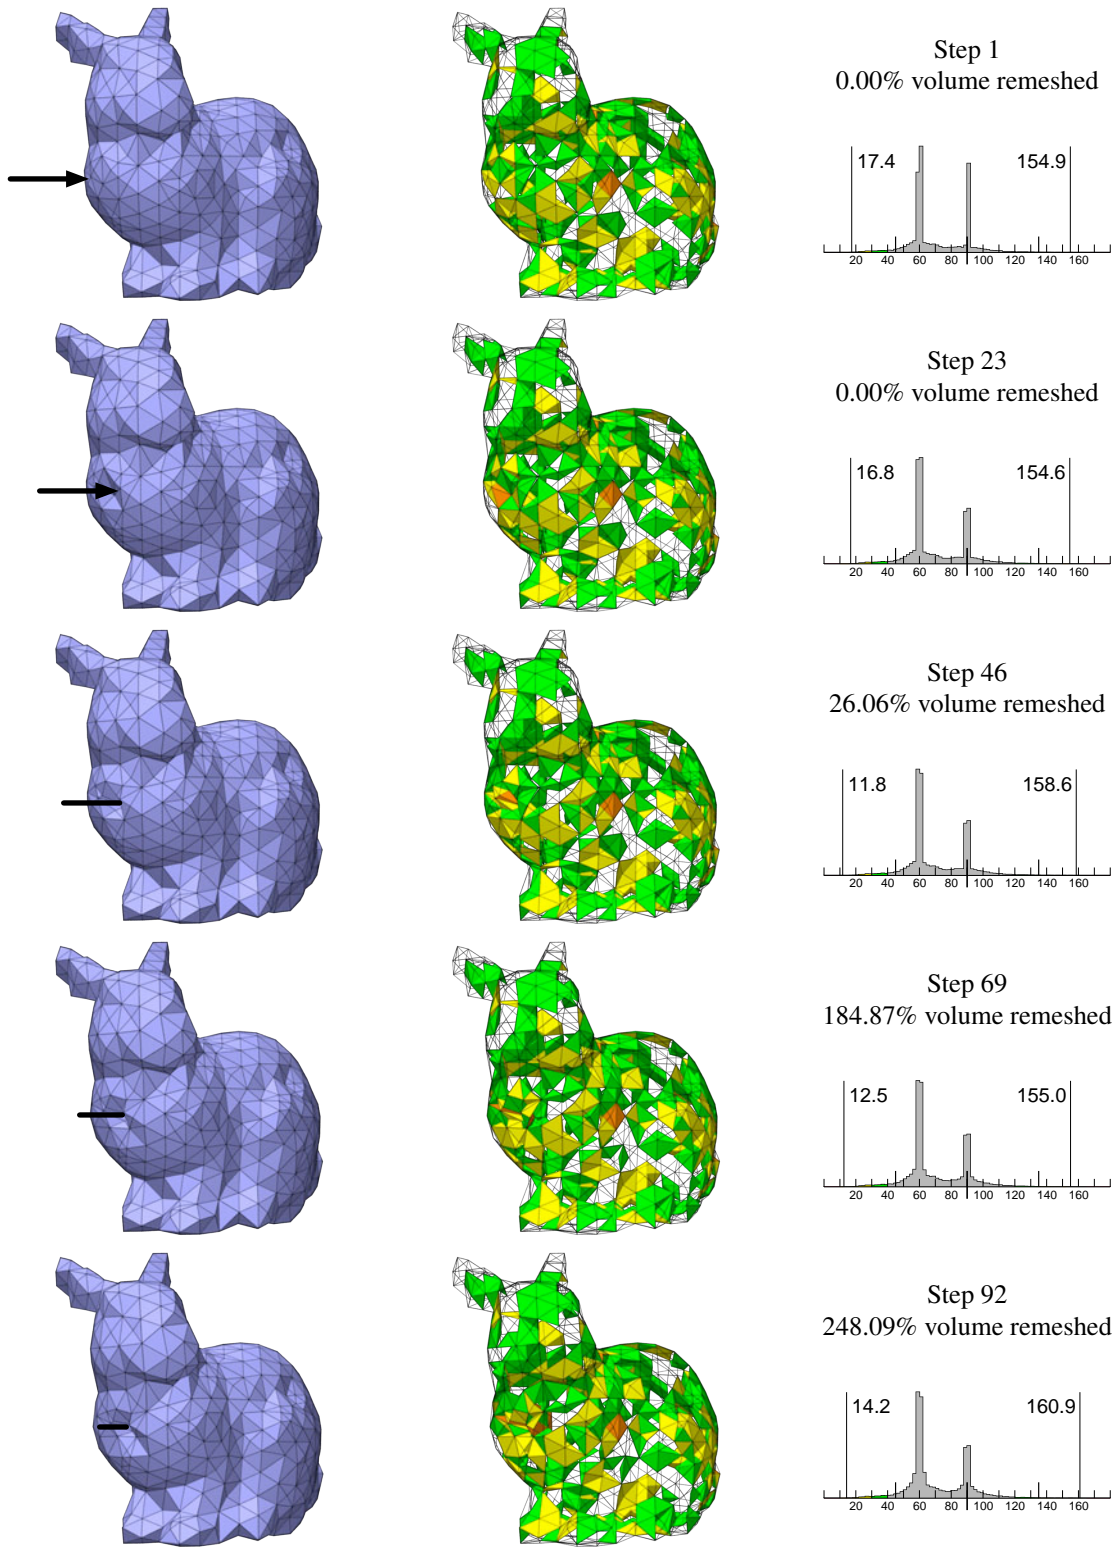 Step 1
0.00% volume remeshed
17.4 154.9
20 40 60 80 100 120 140 160
Step 23
0.00% volume remeshed
16.8 154.6
20 40 60 80 100 120 140 160
Step 46
26.06% volume remeshed
11.8 158.6
20 40 60 80 100 120 140 160
Step 69
184.87% volume remeshed
12.5 155.0
20 40 60 80 100 120 140 160
Step 92
248.09% volume remeshed
14.2 160.9
20 40 60 80 100 120 140 160